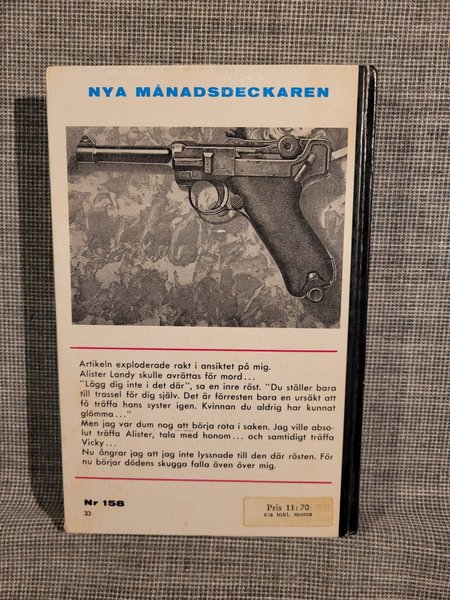 NYA MÅNADSDECKAREN
Artikeln exploderade rakt i ansiktet på mig.
Alister Landy skulle avrättas för mord...
"Lägg dig inte i det där", sa en inre röst. "Du ställer bara
till trassel för dig själv. Det är förresten bara en ursäkt att
få träffa hans syster igen. Kvinnan du aldrig har kunnat
glömma..."
Men jag var dum nog att börja rota i saken. Jag ville abso-
lut träffa Alister, tala med honom... och samtidigt träffa
Vicky...
Nu ångrar jag att jag inte lyssnade till den där rösten. För
nu börjar dödens skugga falla även över mig.
Nr 158
33
Pris 11:70
c:a inkl. moms